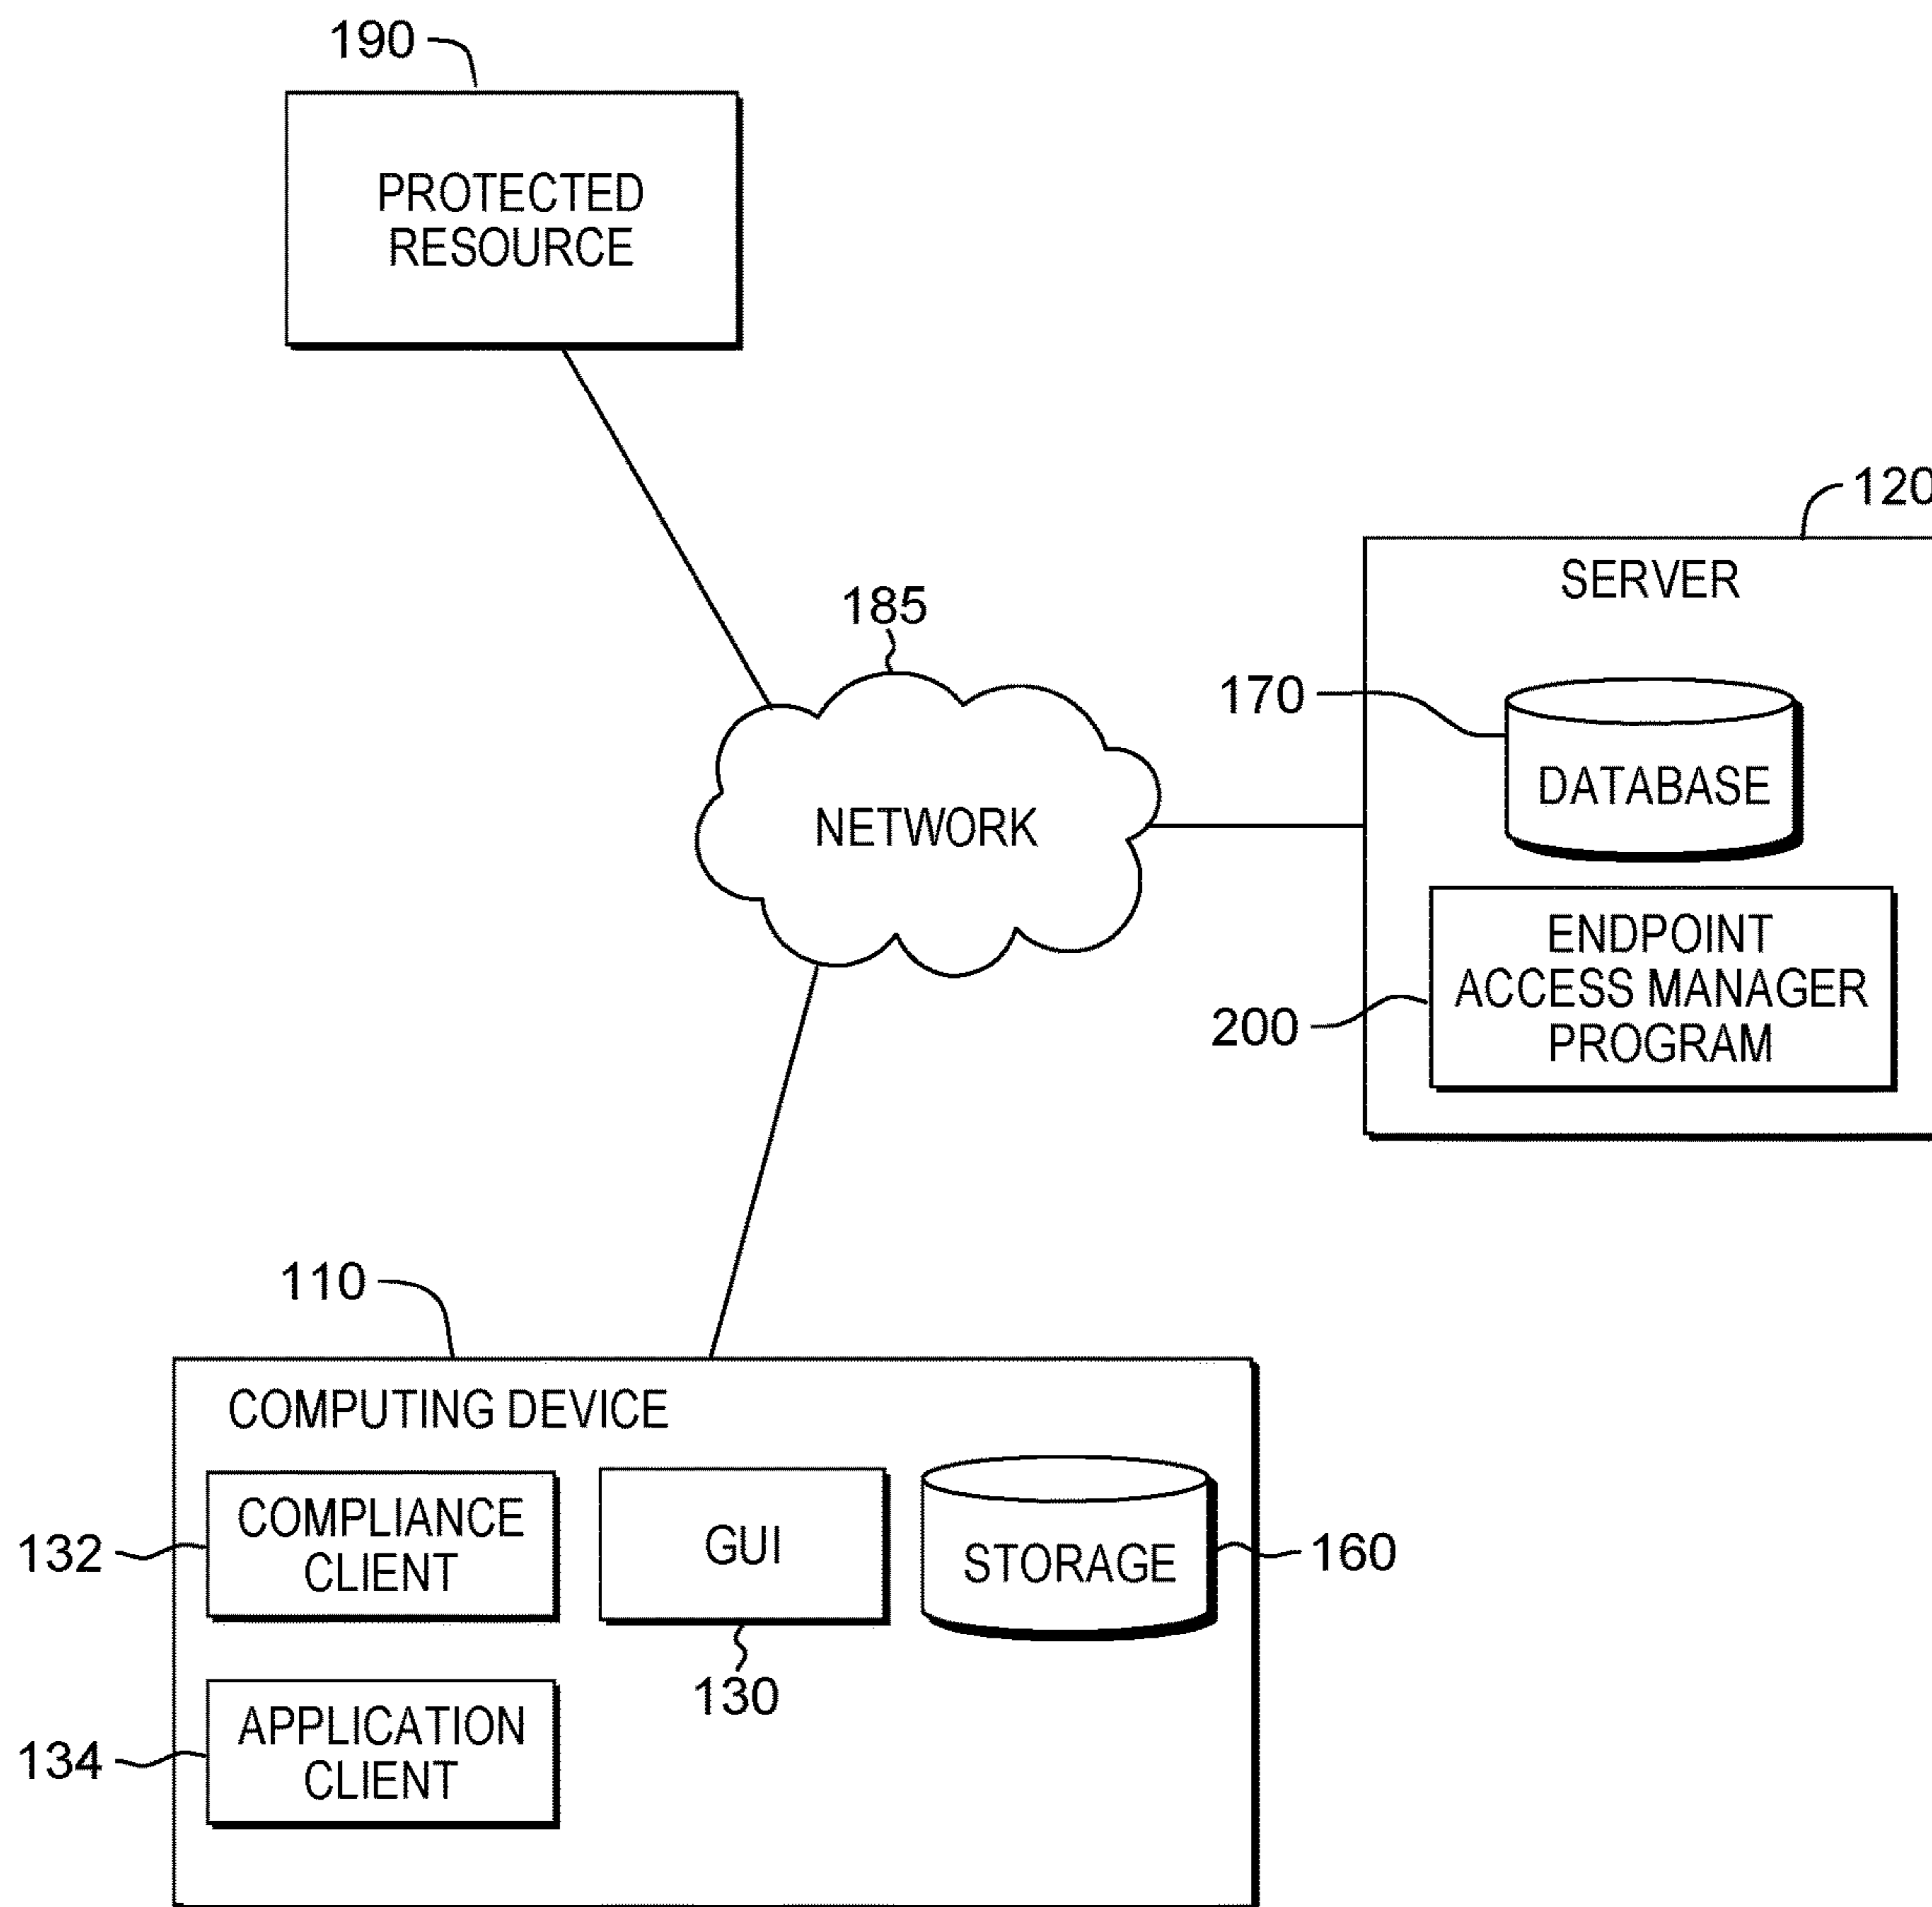 190
PROTECTED
RESOURCE
120
SERVER
185
170
DATABASE
NETWORK
ENDPOINT
ACCESS MANAGER
PROGRAM
200
110
COMPUTING DEVICE
COMPLIANCE
CLIENT
132
GUI
STORAGE
160
130
APPLICATION
CLIENT
134